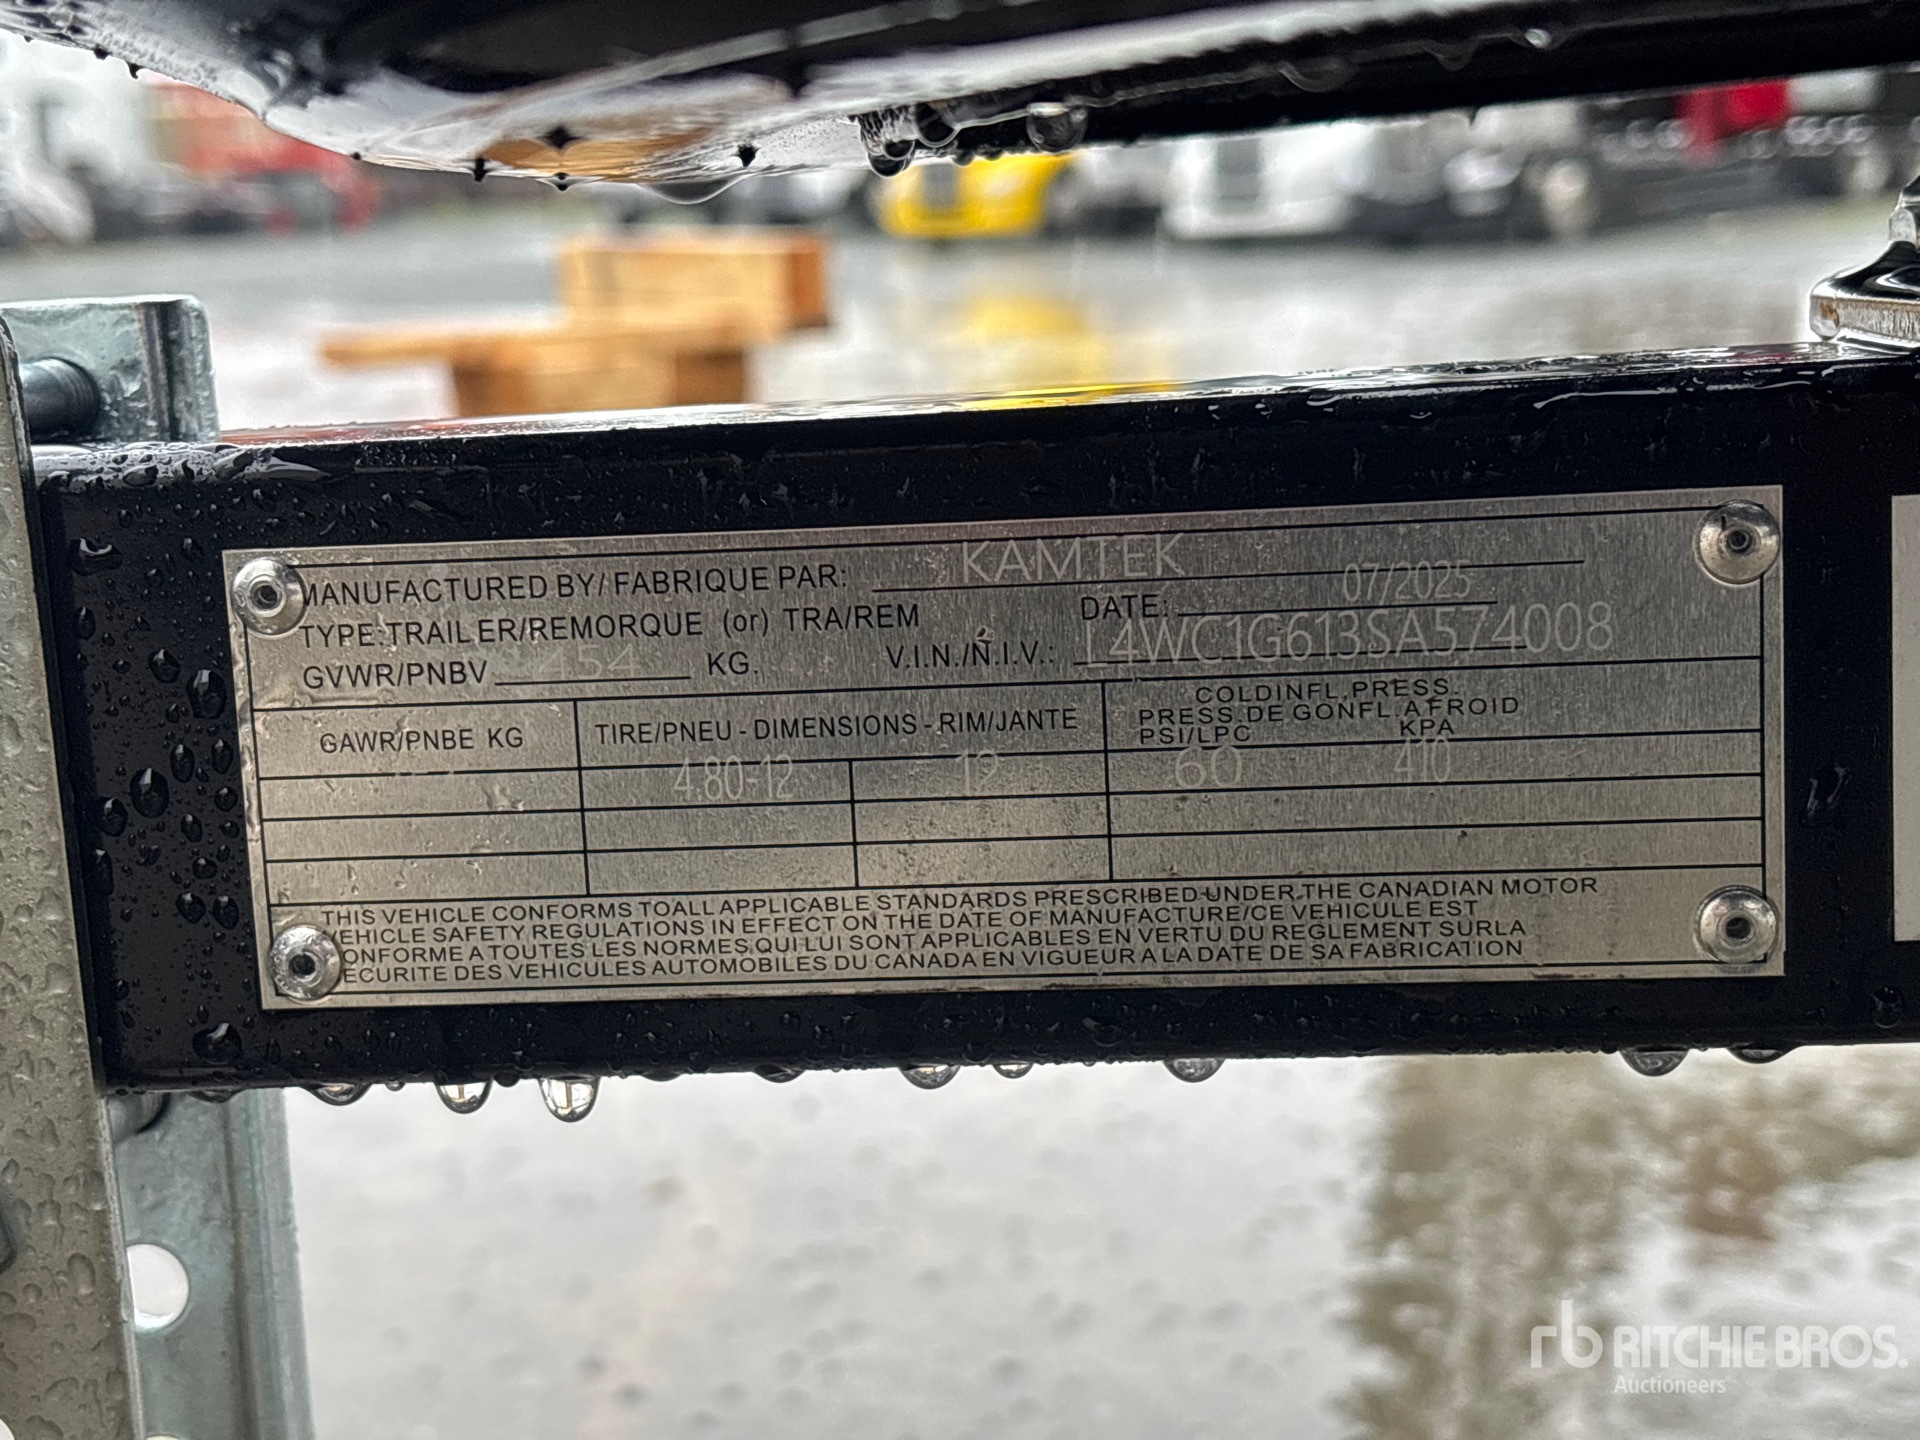 MANUFACTURED BY/ FABRIQUE PAR: KAMTEK
TYPE:TRAILER/REMORQUE (or) TRA/REM DATE: 07/2025
GVWR/PNBV 454 KG. V.I.N./N.I.V.: L4WC1G613SA574008
GAWR/PNBE KG TIRE/PNEU - DIMENSIONS - RIM/JANTE COLDINFL.PRESS.
PRESS.DE GONFL.A FROID
PSI/LPC KPA
4.80-12 12 60 410
THIS VEHICLE CONFORMS TOALL APPLICABLE STANDARDS PRESCRIBED UNDER THE CANADIAN MOTOR
VEHICLE SAFETY REGULATIONS IN EFFECT ON THE DATE OF MANUFACTURE/CE VEHICULE EST
CONFORME A TOUTES LES NORMES QUI LUI SONT APPLICABLES EN VERTU DU REGLEMENT SURLA
SECURITE DES VEHICULES AUTOMOBILES DU CANADA EN VIGUEUR A LA DATE DE SA FABRICATION
rb RITCHIE BROS.
Auctioneers